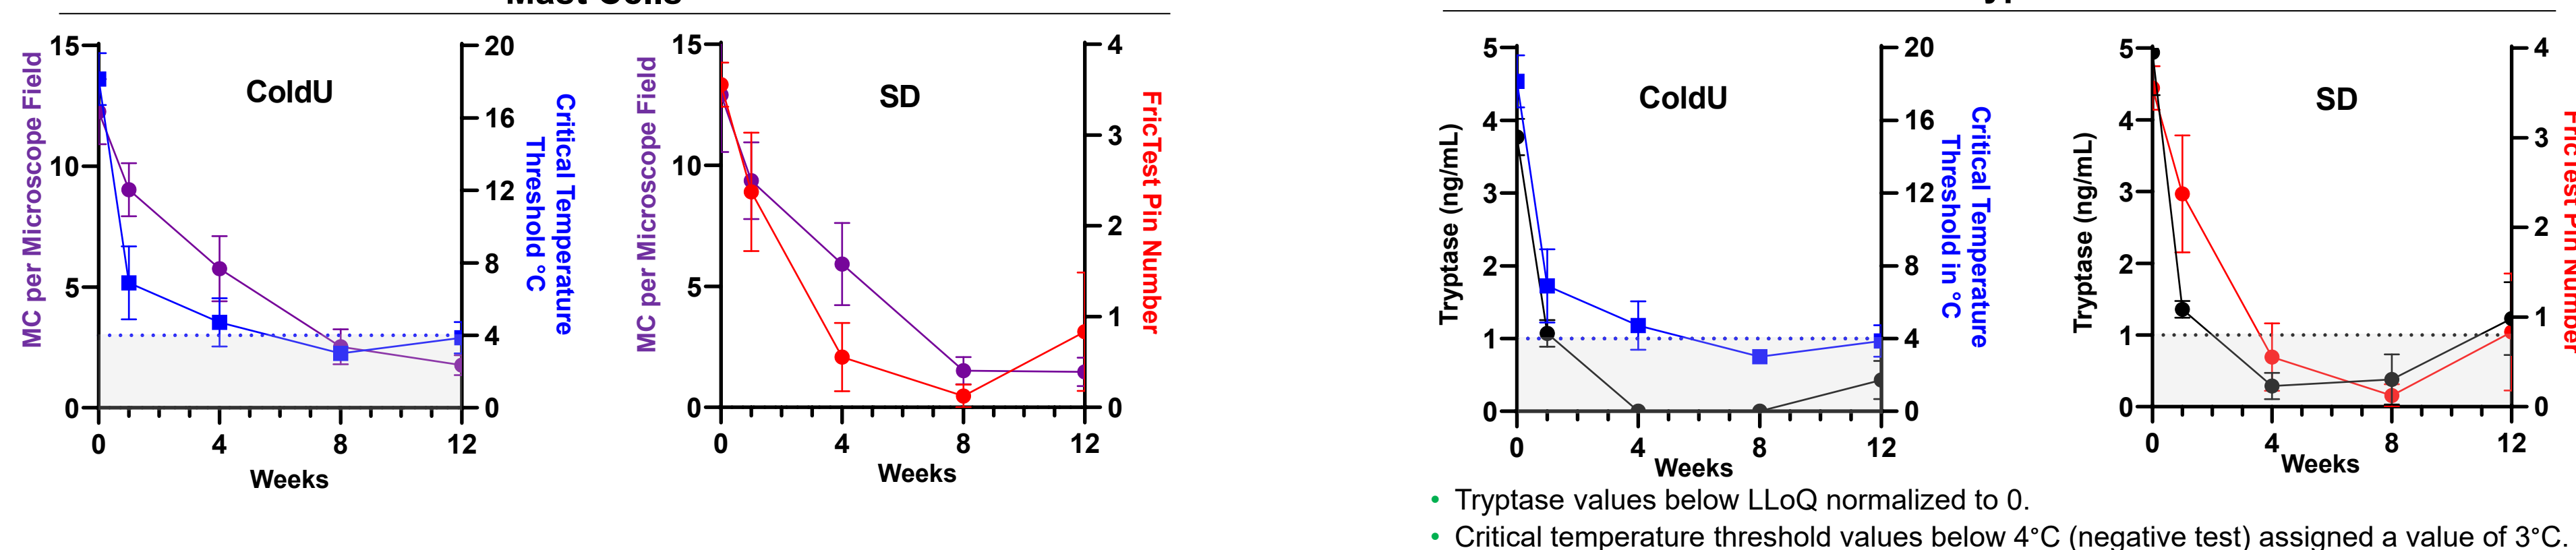 Mast Cells
15
10
5
0
MC per Microscope Field
ColdU
20
16
12
8
4
0
Critical Temperature
Threshold °C
0 4 8 12
Weeks
15
10
5
0
MC per Microscope Field
SD
4
3
2
1
0
FricTest Pin Number
0 4 8 12
Weeks
5
4
3
2
1
0
Tryptase (ng/mL)
ColdU
20
16
12
8
4
0
Critical Temperature
Threshold in °C
0 4 8 12
Weeks
5
4
3
2
1
0
Tryptase (ng/mL)
SD
4
3
2
1
0
FricTest Pin Number
0 4 8 12
Weeks
• Tryptase values below LLoQ normalized to 0.
• Critical temperature threshold values below 4°C (negative test) assigned a value of 3°C.